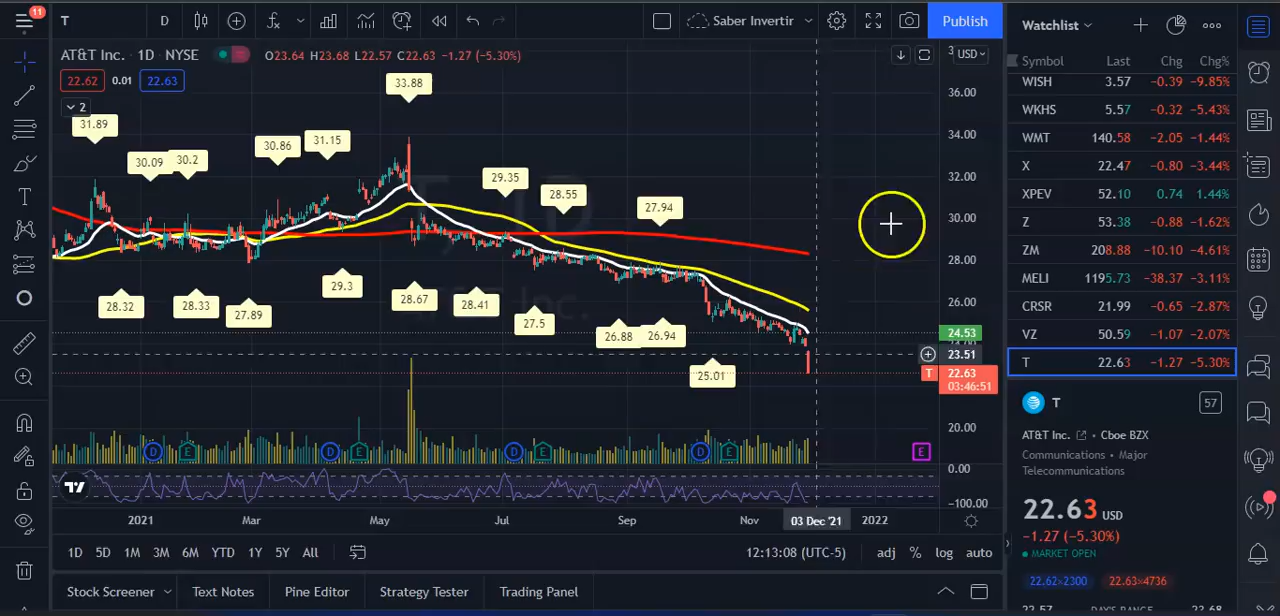 11
T
D
fx
Saber Invertir
Publish
AT&T Inc. · 1D · NYSE
O23.64 H23.68 L22.57 C22.63 −1.27 (−5.30%)
22.62 0.01 22.63
2
USD
33.88
31.89
30.09
30.2
30.86
31.15
29.35
28.55
27.94
28.32
28.33
27.89
29.3
28.67
28.41
27.5
26.88
26.94
25.01
36.00
34.00
32.00
30.00
28.00
26.00
24.53
23.51
T 22.63
03:46:51
20.00
0.00
−100.00
D E D E D E D E E
2021 Mar May Jul Sep Nov 03 Dec '21 2022
1D 5D 1M 3M 6M YTD 1Y 5Y All
12:13:08 (UTC-5) adj % log auto
Stock Screener Text Notes Pine Editor Strategy Tester Trading Panel
Watchlist
Symbol Last Chg Chg%
WISH 3.57 −0.39 −9.85%
WKHS 5.57 −0.32 −5.43%
WMT 140.58 −2.05 −1.44%
X 22.47 −0.80 −3.44%
XPEV 52.10 0.74 1.44%
Z 53.38 −0.88 −1.62%
ZM 208.88 −10.10 −4.61%
MELI 1195.73 −38.37 −3.11%
CRSR 21.99 −0.65 −2.87%
VZ 50.59 −1.07 −2.07%
T 22.63 −1.27 −5.30%
T
57
AT&T Inc. • Cboe BZX
Communications • Major
Telecommunications
22.63 USD
−1.27 (−5.30%)
MARKET OPEN
22.62×2300 22.63×4736
22.57 DAY'S RANGE 22.68